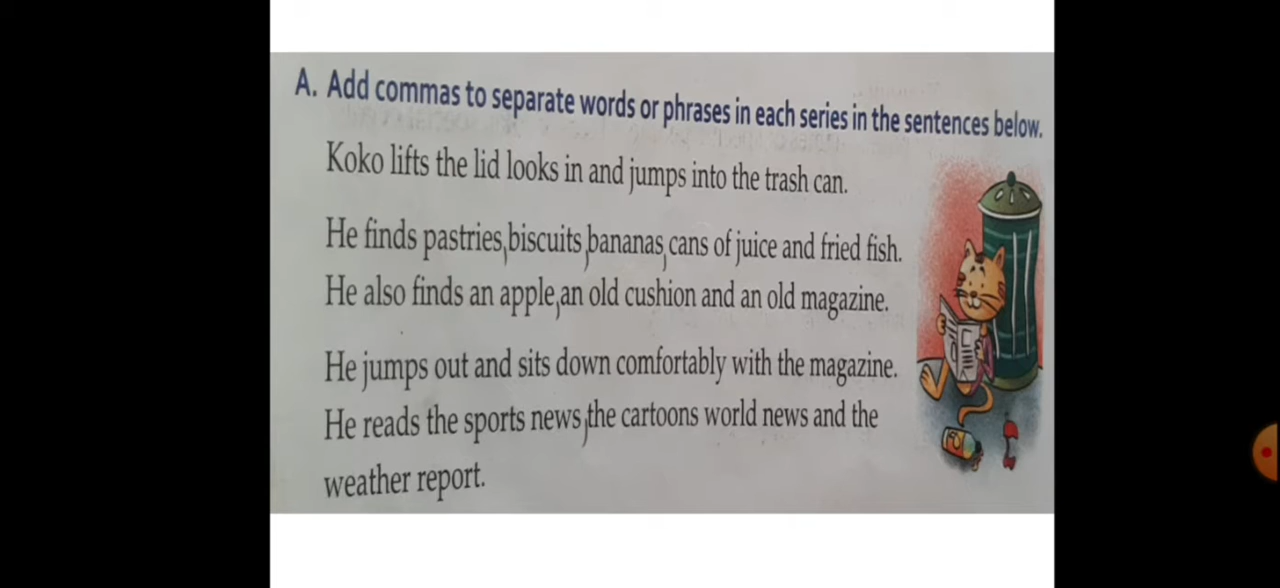 A. Add commas to separate words or phrases in each series in the sentences below.
Koko lifts the lid looks in and jumps into the trash can.
He finds pastries,biscuits,bananas,cans of juice and fried fish.
He also finds an apple,an old cushion and an old magazine.
He jumps out and sits down comfortably with the magazine.
He reads the sports news,the cartoons world news and the
weather report.